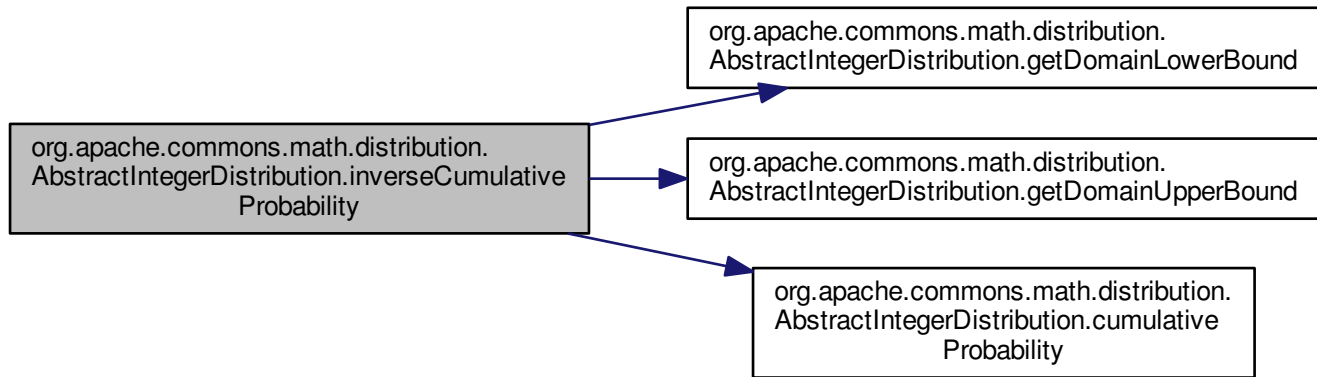 org.apache.commons.math.distribution.
AbstractIntegerDistribution.getDomainLowerBound
org.apache.commons.math.distribution.
AbstractIntegerDistribution.inverseCumulative
Probability
org.apache.commons.math.distribution.
AbstractIntegerDistribution.getDomainUpperBound
org.apache.commons.math.distribution.
AbstractIntegerDistribution.cumulative
Probability